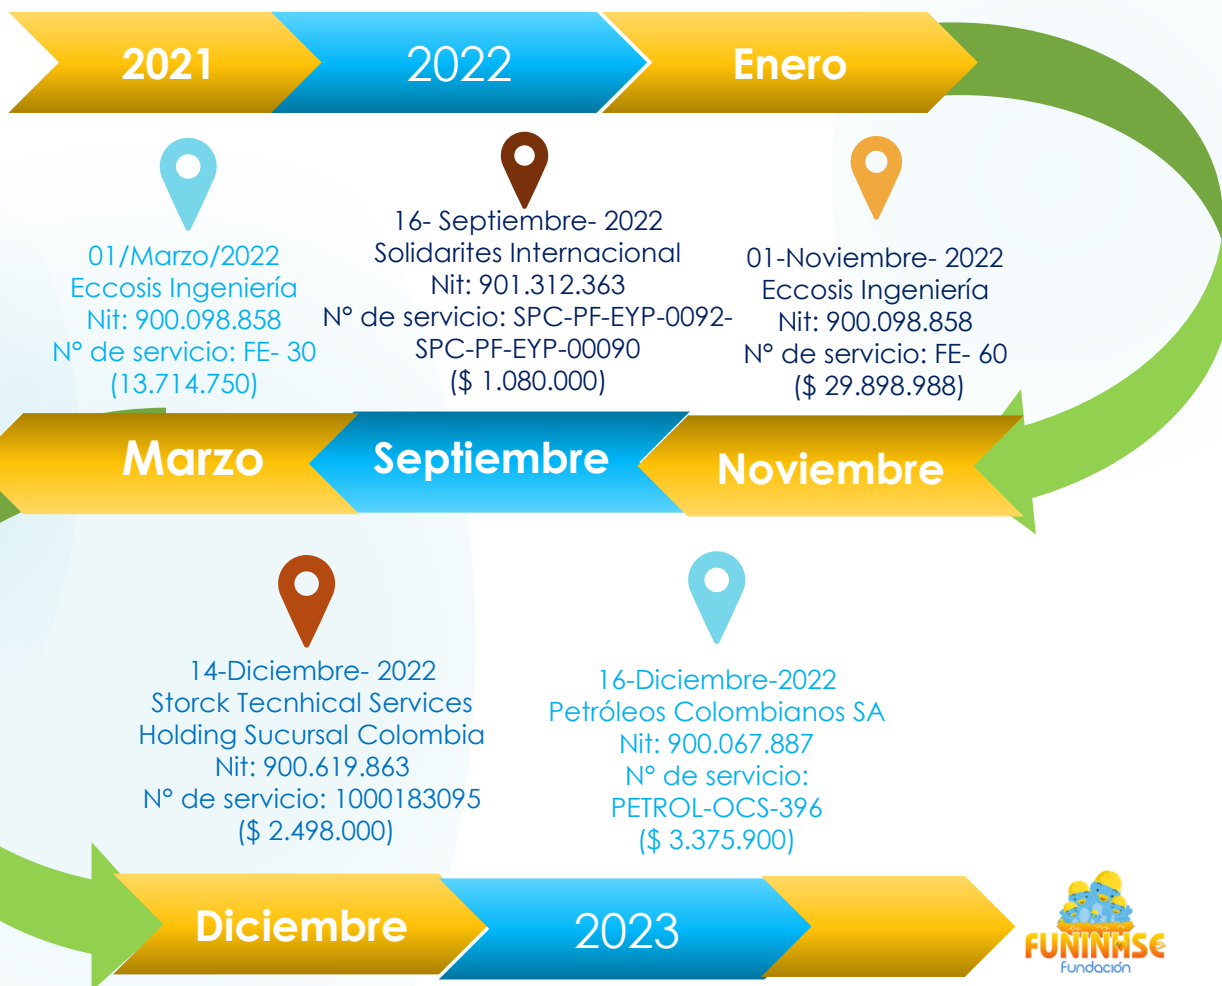 2021
2022
Enero
01/Marzo/2022
Eccosis Ingeniería
Nit: 900.098.858
N° de servicio: FE- 30
(13.714.750)
16- Septiembre- 2022
Solidarites Internacional
Nit: 901.312.363
N° de servicio: SPC-PF-EYP-0092-
SPC-PF-EYP-00090
($ 1.080.000)
01-Noviembre- 2022
Eccosis Ingeniería
Nit: 900.098.858
N° de servicio: FE- 60
($ 29.898.988)
Marzo
Septiembre
Noviembre
14-Diciembre- 2022
Storck Tecnhical Services
Holding Sucursal Colombia
Nit: 900.619.863
N° de servicio: 1000183095
($ 2.498.000)
16-Diciembre-2022
Petróleos Colombianos SA
Nit: 900.067.887
N° de servicio:
PETROL-OCS-396
($ 3.375.900)
Diciembre
2023
FUNINHSE
Fundación